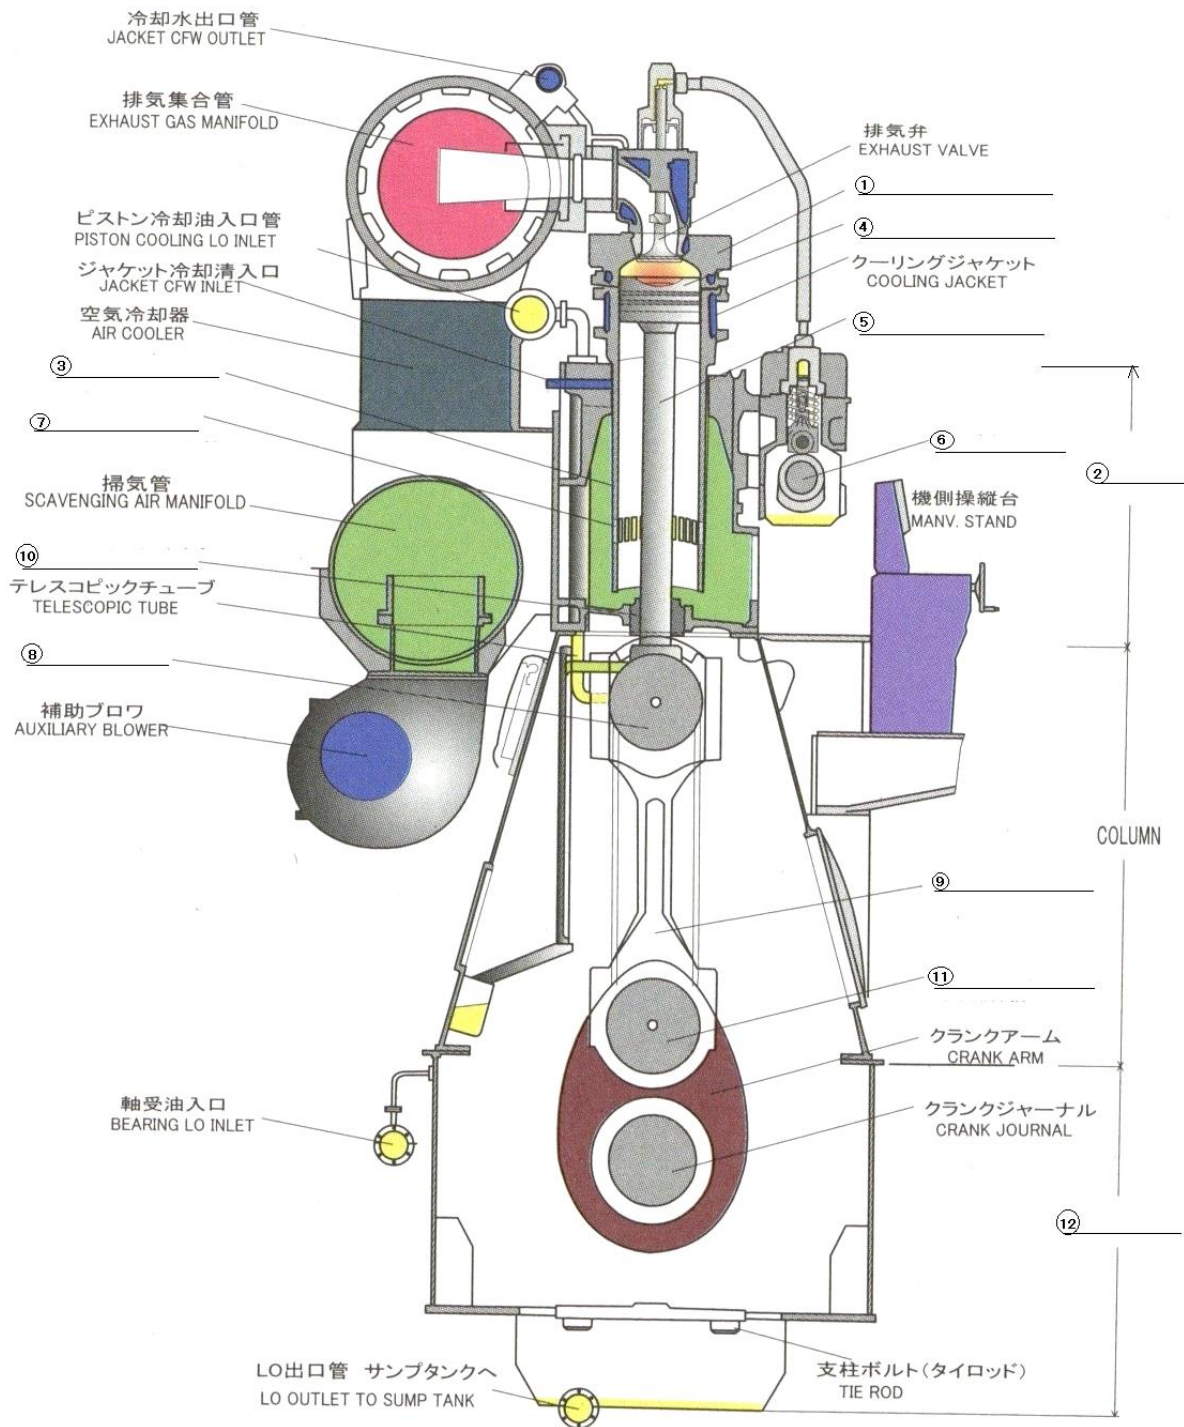 冷却水出口管
JACKET CFW OUTLET
排気集合管
EXHAUST GAS MANIFOLD
排気弁
EXHAUST VALVE
①
ピストン冷却油入口管
PISTON COOLING LO INLET
④
ジャケット冷却清入口
JACKET CFW INLET
クーリングジャケット
COOLING JACKET
空気冷却器
AIR COOLER
⑤
③
⑦
⑥
②
掃気管
SCAVENGING AIR MANIFOLD
機側操縦台
MANV. STAND
⑩
テレスコピックチューブ
TELESCOPIC TUBE
⑧
補助ブロワ
AUXILIARY BLOWER
COLUMN
⑨
⑪
クランクアーム
CRANK ARM
軸受油入口
BEARING LO INLET
クランクジャーナル
CRANK JOURNAL
⑫
LO出口管 サンプタンクへ
LO OUTLET TO SUMP TANK
支柱ボルト(タイロッド)
TIE ROD